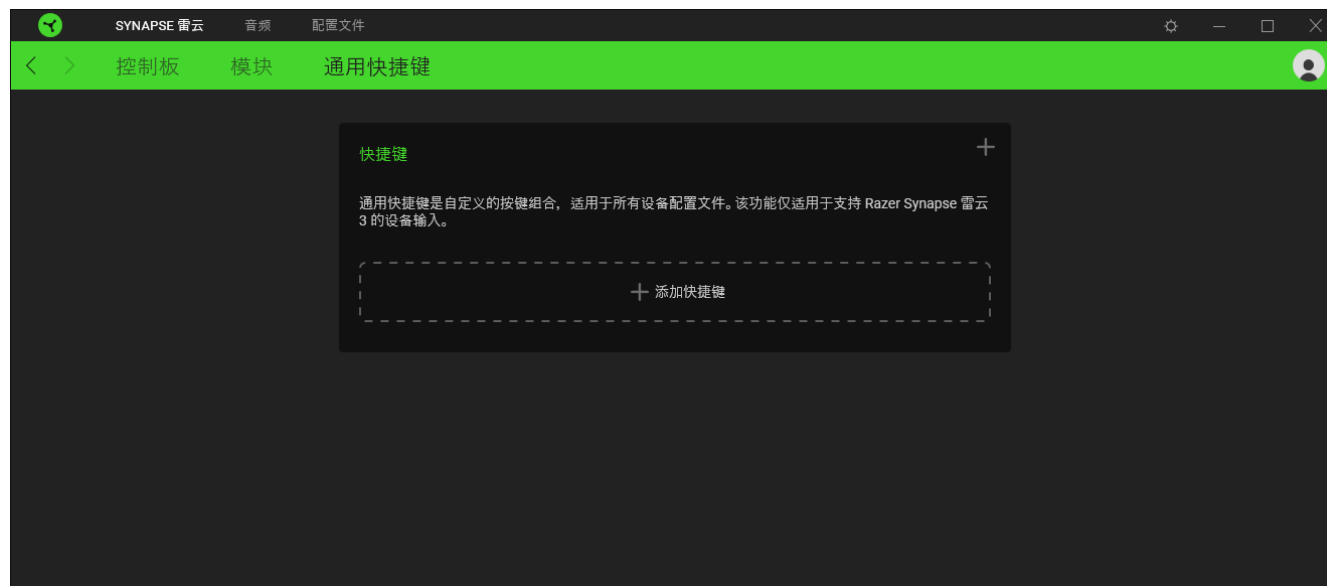 SYNAPSE 雷云 音频 配置文件
控制板 模块 通用快捷键
快捷键
通用快捷键是自定义的按键组合，适用于所有设备配置文件。该功能仅适用于支持 Razer Synapse 雷云
3 的设备输入。
添加快捷键